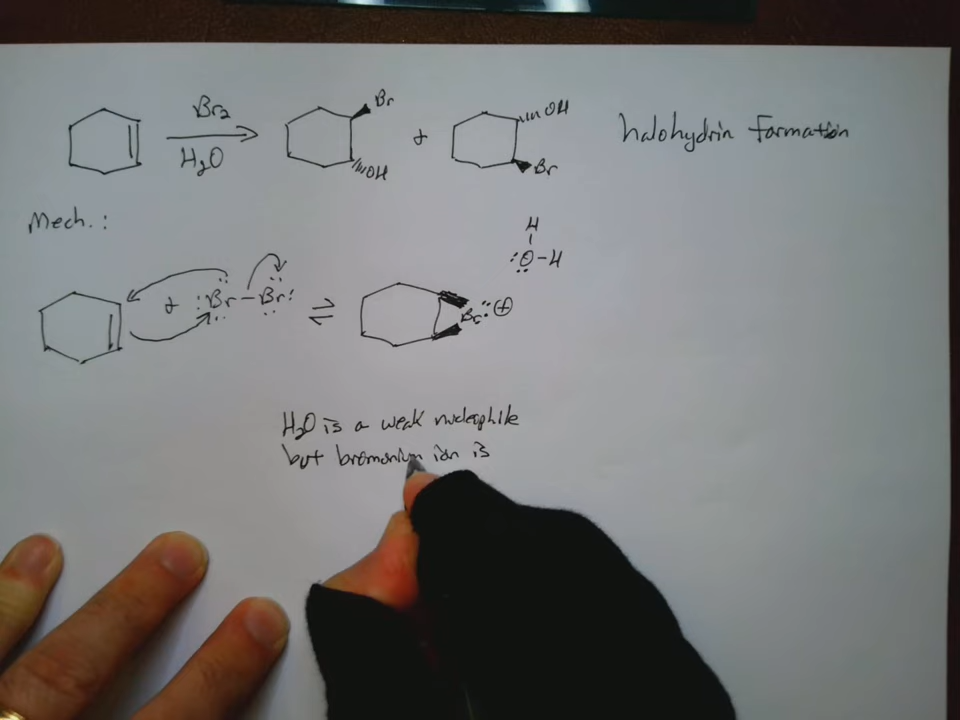 Br₂
H₂O
Br
OH
+
OH
Br
halohydrin formation
Mech.:
H
:O-H
+ :Br-Br:
⇌
Br: ⊕
H₂O is a weak nucleophile
but bromonium ion is